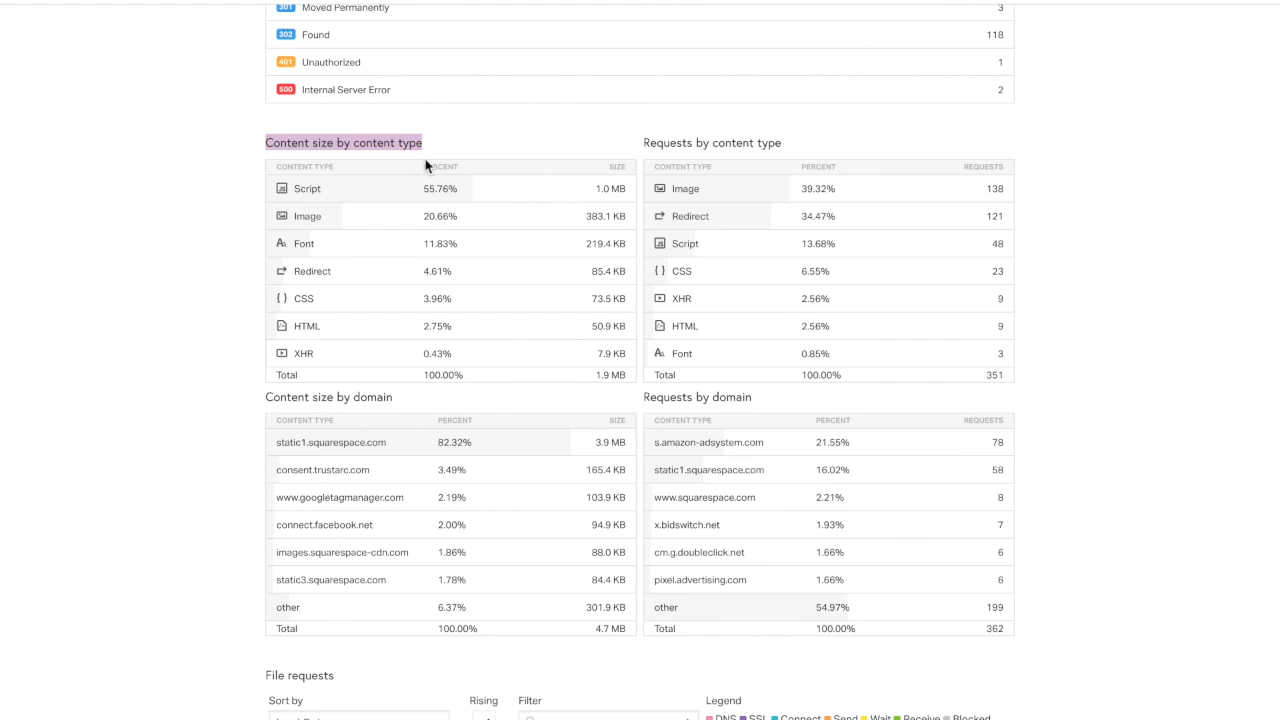 301 Moved Permanently 3
302 Found 118
401 Unauthorized 1
500 Internal Server Error 2
Content size by content type
CONTENT TYPE PERCENT SIZE
Script 55.76% 1.0 MB
Image 20.66% 383.1 KB
Font 11.83% 219.4 KB
Redirect 4.61% 85.4 KB
CSS 3.96% 73.5 KB
HTML 2.75% 50.9 KB
XHR 0.43% 7.9 KB
Total 100.00% 1.9 MB
Requests by content type
CONTENT TYPE PERCENT REQUESTS
Image 39.32% 138
Redirect 34.47% 121
Script 13.68% 48
CSS 6.55% 23
XHR 2.56% 9
HTML 2.56% 9
Font 0.85% 3
Total 100.00% 351
Content size by domain
CONTENT TYPE PERCENT SIZE
static1.squarespace.com 82.32% 3.9 MB
consent.trustarc.com 3.49% 165.4 KB
www.googletagmanager.com 2.19% 103.9 KB
connect.facebook.net 2.00% 94.9 KB
images.squarespace-cdn.com 1.86% 88.0 KB
static3.squarespace.com 1.78% 84.4 KB
other 6.37% 301.9 KB
Total 100.00% 4.7 MB
Requests by domain
CONTENT TYPE PERCENT REQUESTS
s.amazon-adsystem.com 21.55% 78
static1.squarespace.com 16.02% 58
www.squarespace.com 2.21% 8
x.bidswitch.net 1.93% 7
cm.g.doubleclick.net 1.66% 6
pixel.advertising.com 1.66% 6
other 54.97% 199
Total 100.00% 362
File requests
Sort by Rising Filter Legend
DNS SSL Connect Send Wait Receive Blocked